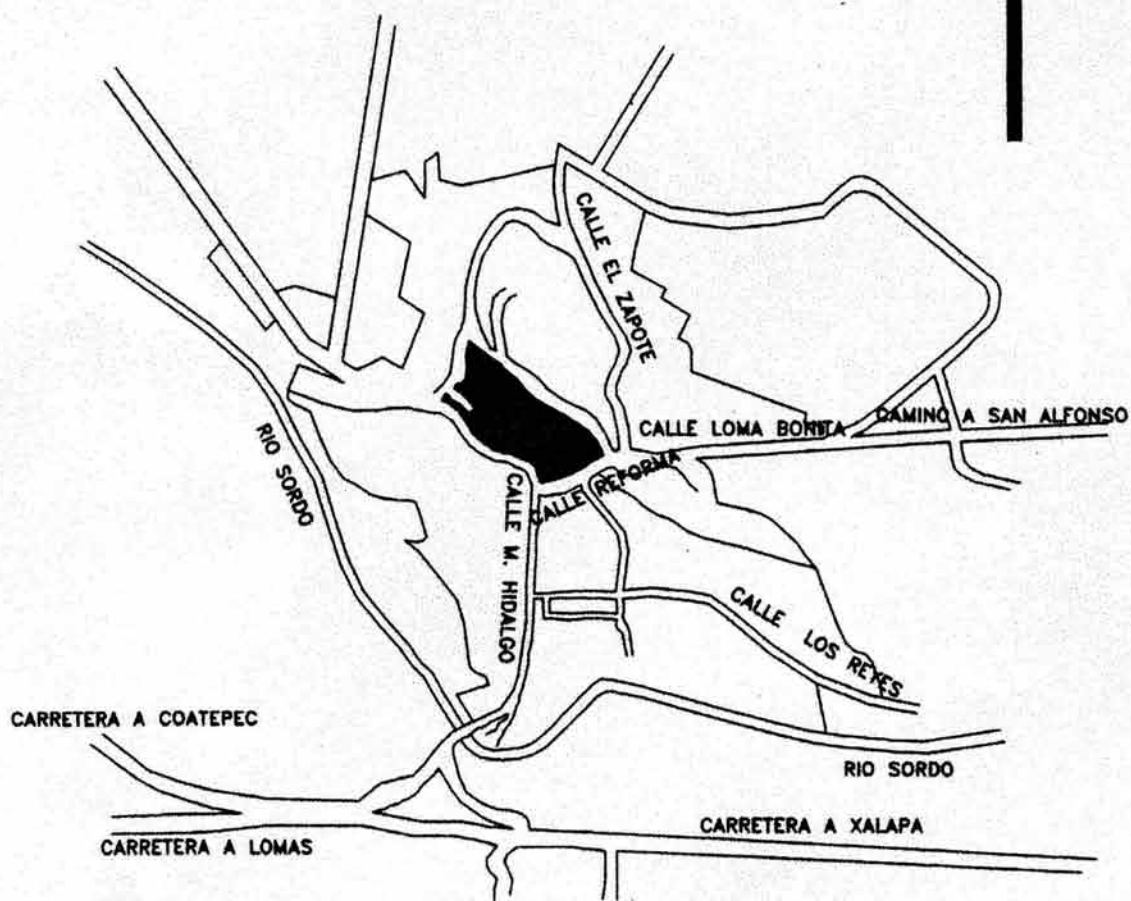 CALLE EL ZAPOTE
CALLE LOMA BONITA
CAMINO A SAN ALFONSO
CALLE REFORMA
RIO SORDO
CALLE M. HIDALGO
CALLE LOS REYES
CARRETERA A COATEPEC
RIO SORDO
CARRETERA A XALAPA
CARRETERA A LOMAS